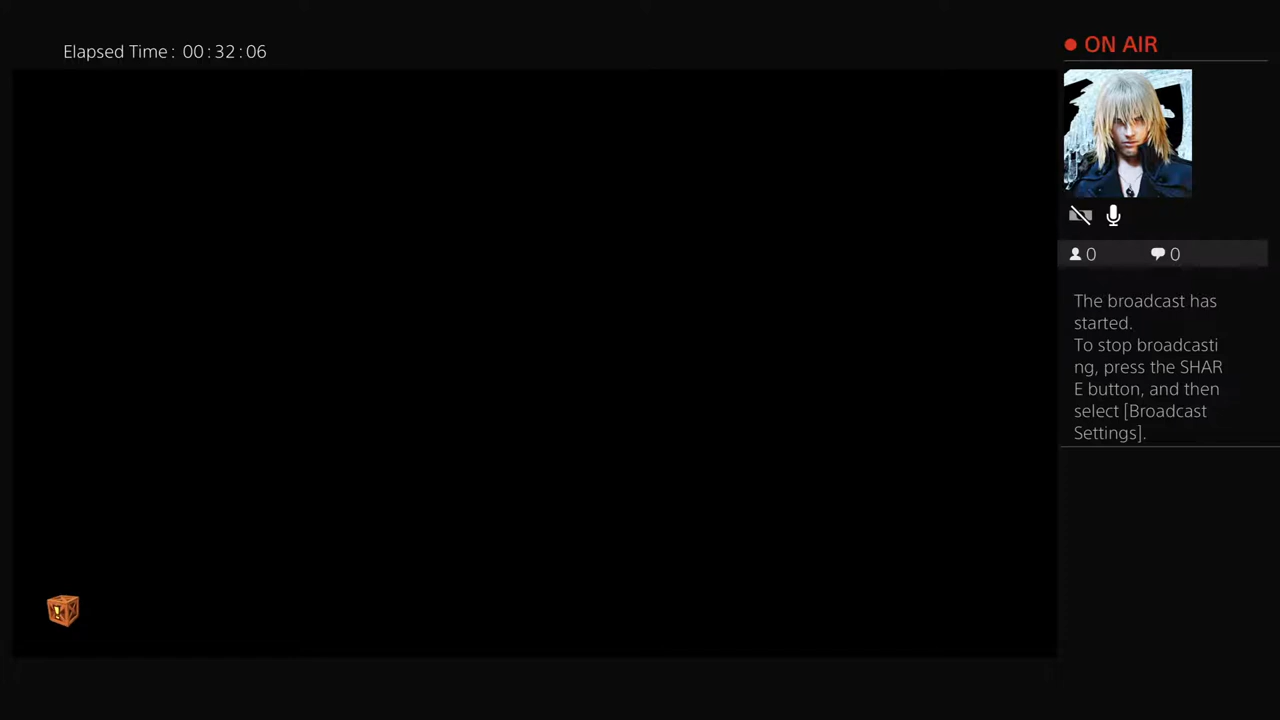 Elapsed Time: 00:32:06
ON AIR
0 0
The broadcast has
started.
To stop broadcasti
ng, press the SHAR
E button, and then
select [Broadcast
Settings].
!